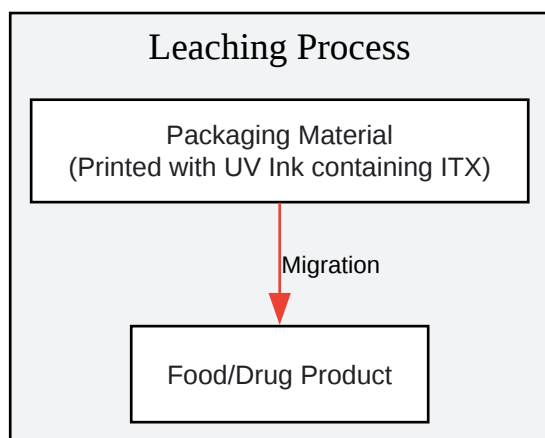 Leaching Process
Packaging Material
(Printed with UV Ink containing ITX)
Migration
Food/Drug Product